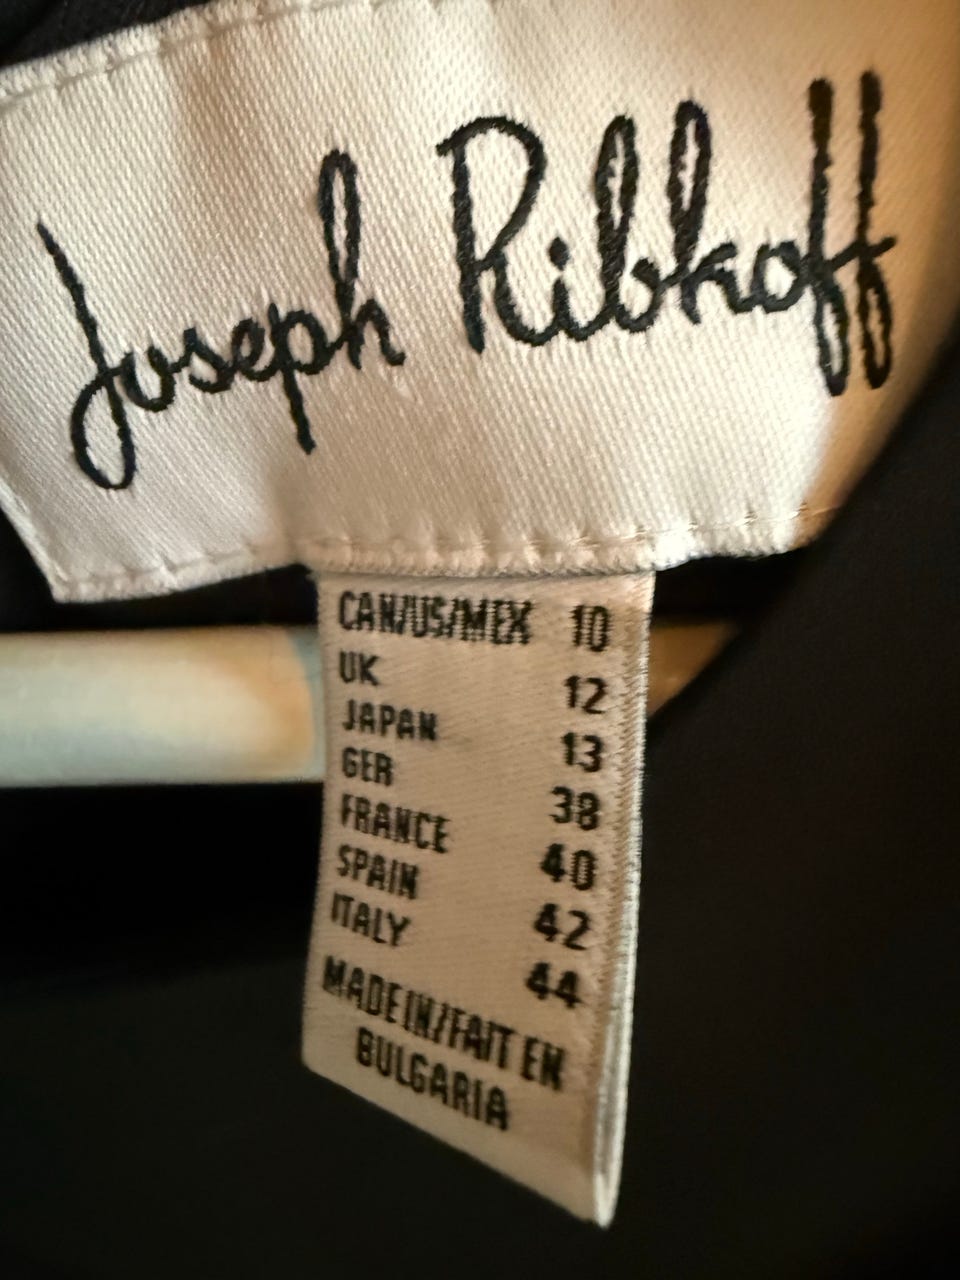 Joseph Ribkoff
CAN/US/MEX 10
UK 12
JAPAN 13
GER 38
FRANCE 40
SPAIN 42
ITALY 44
MADE IN/FAIT EN
BULGARIA